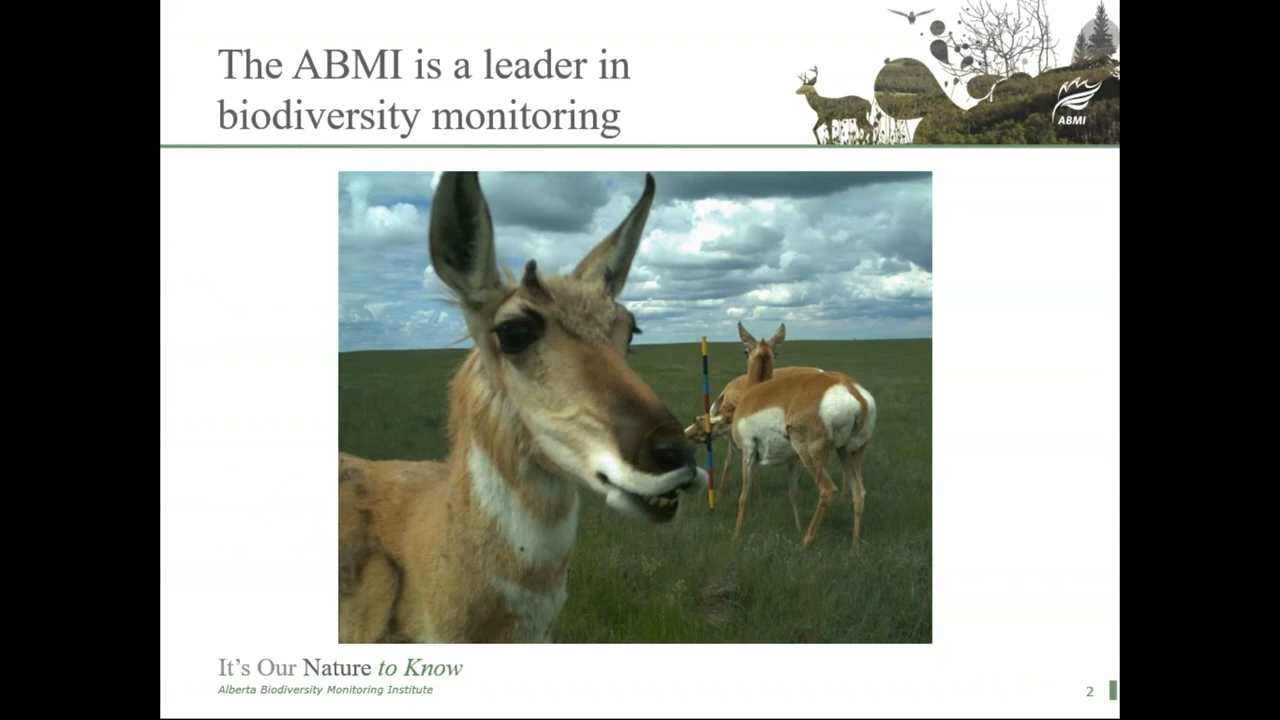 The ABMI is a leader in
biodiversity monitoring
ABMI
It's Our Nature to Know
Alberta Biodiversity Monitoring Institute
2